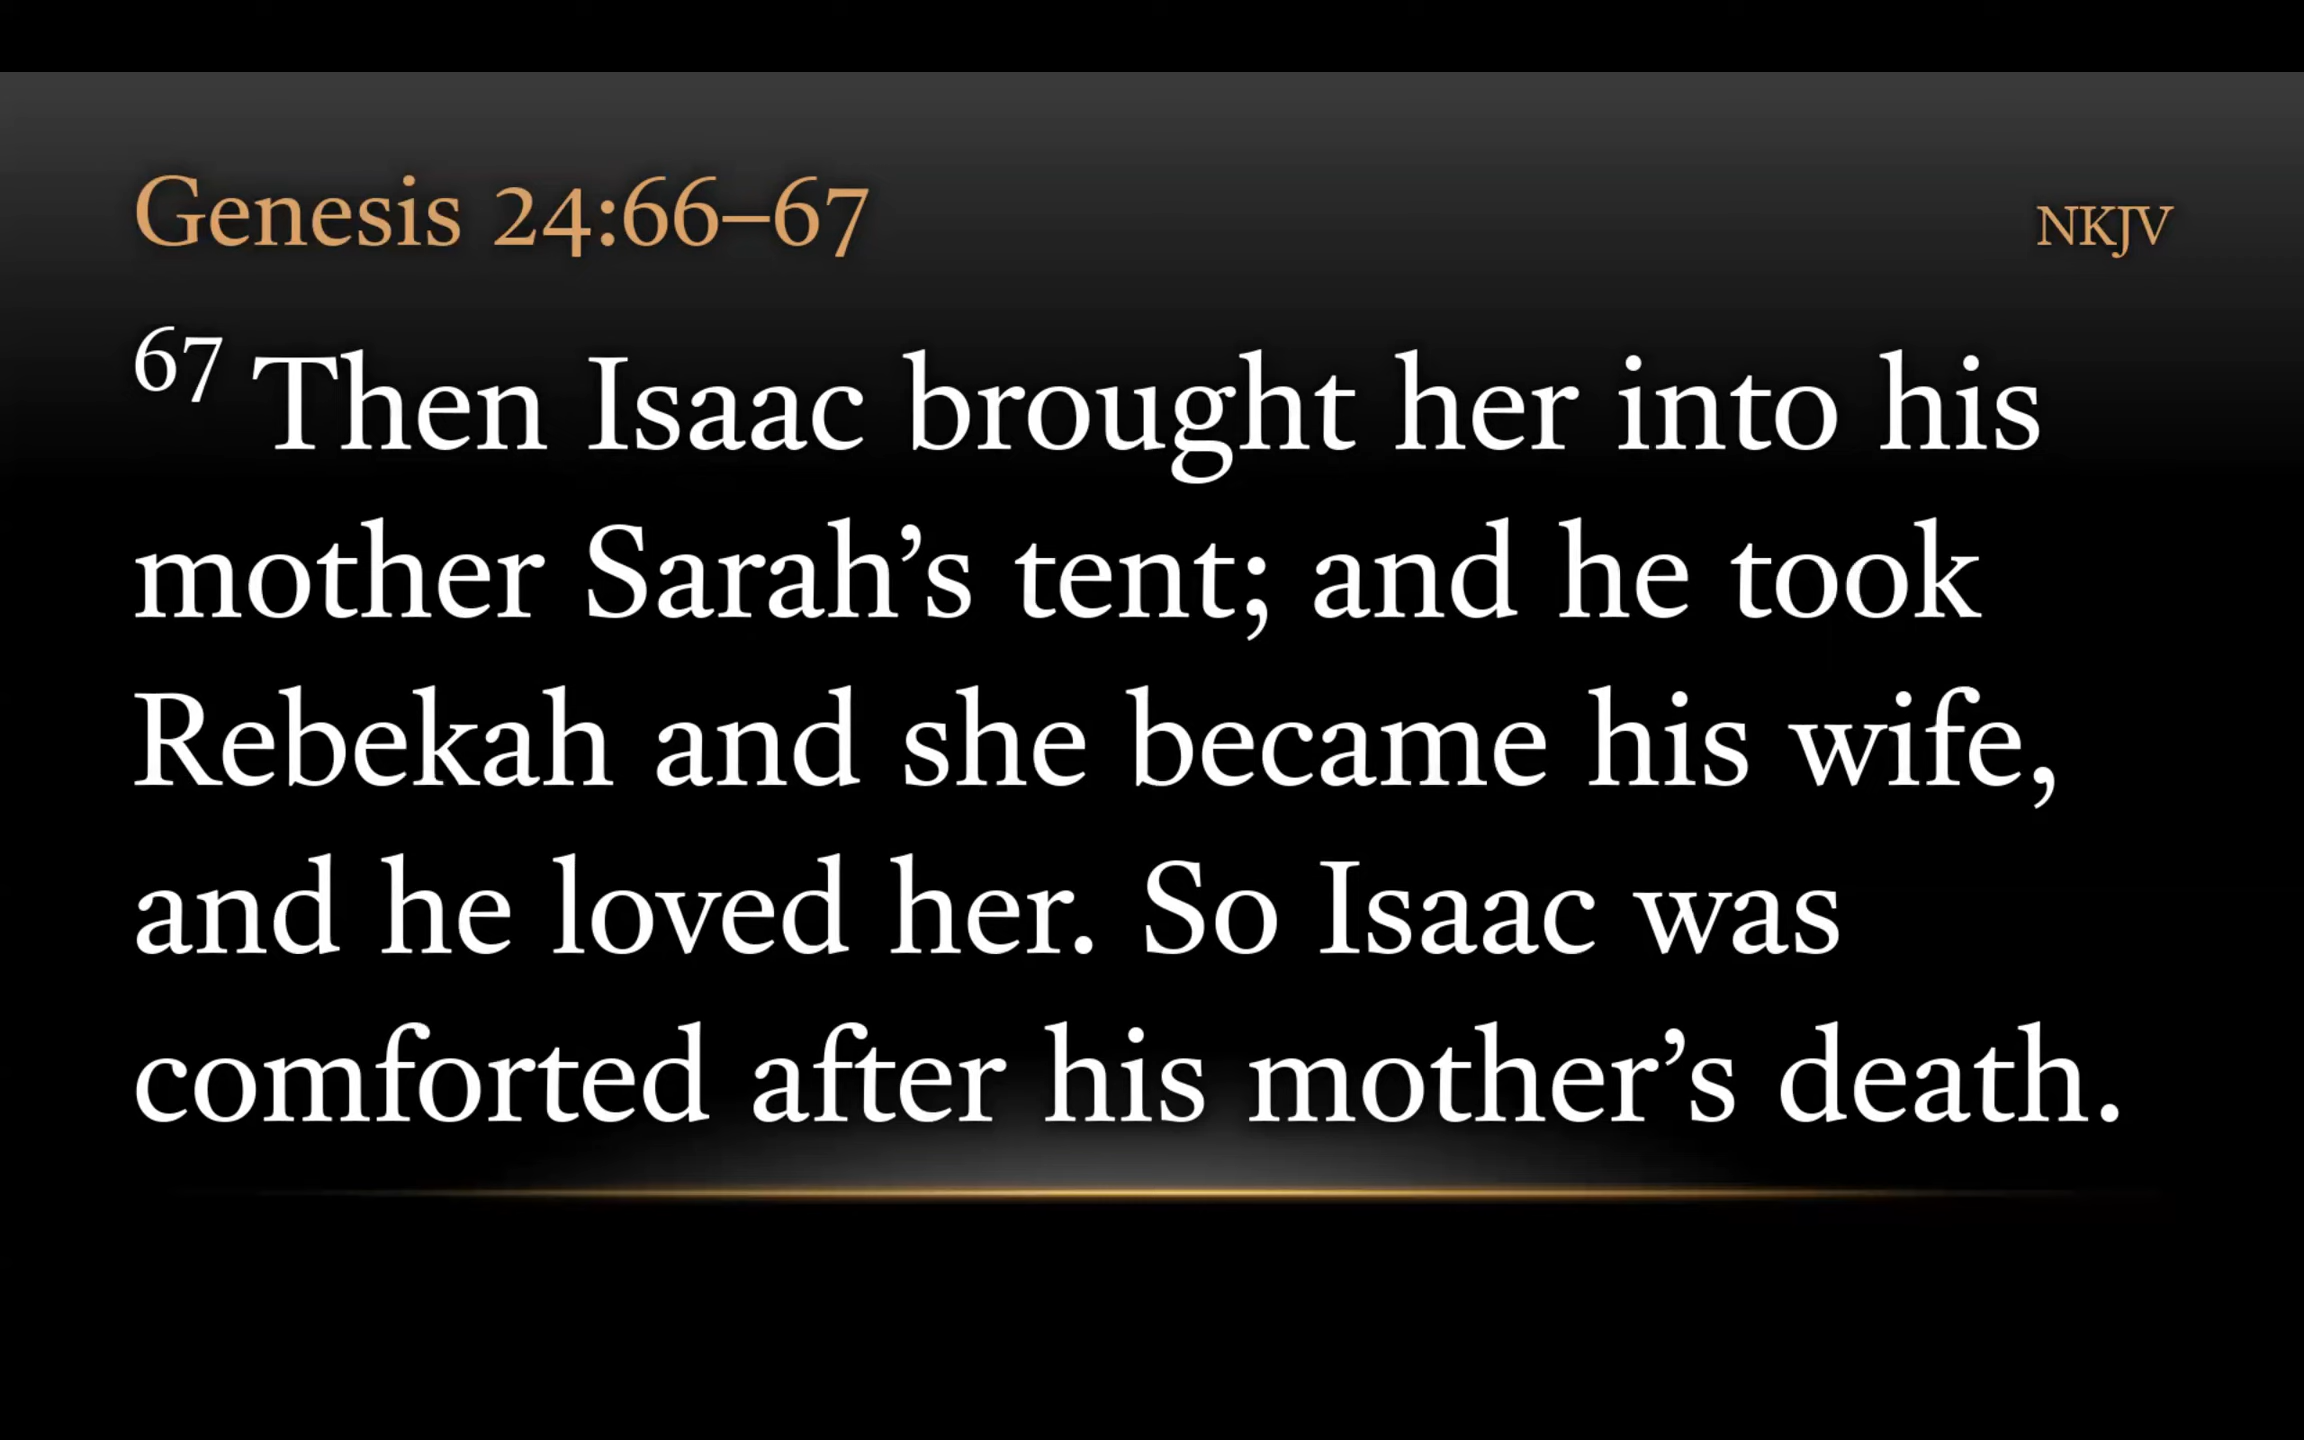 Genesis 24:66–67 NKJV
67 Then Isaac brought her into his
mother Sarah’s tent; and he took
Rebekah and she became his wife,
and he loved her. So Isaac was
comforted after his mother’s death.